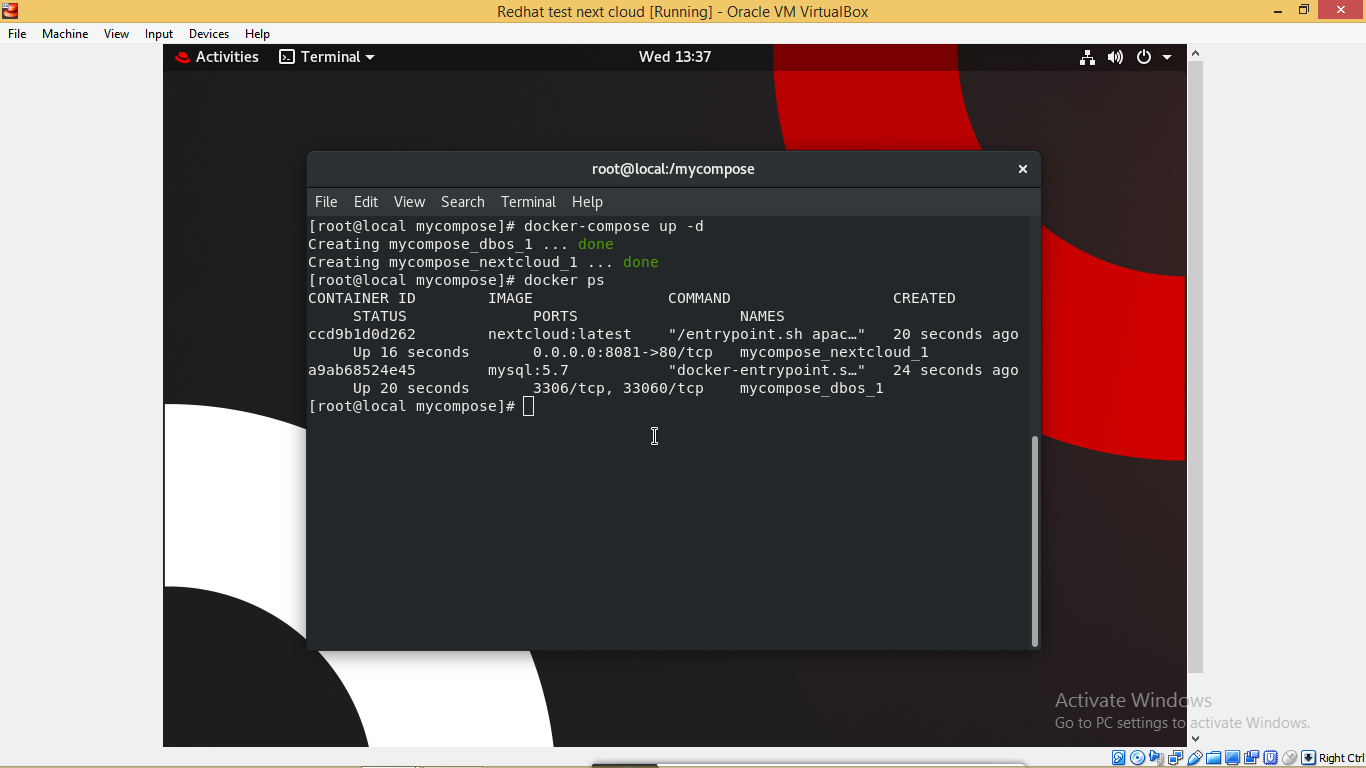 Redhat test next cloud [Running] - Oracle VM VirtualBox
File Machine View Input Devices Help
Activities Terminal Wed 13:37
root@local:/mycompose
File Edit View Search Terminal Help
[root@local mycompose]# docker-compose up -d
Creating mycompose_dbos_1 ... done
Creating mycompose_nextcloud_1 ... done
[root@local mycompose]# docker ps
CONTAINER ID        IMAGE               COMMAND                  CREATED
     STATUS              PORTS                  NAMES
ccd9b1d0d262        nextcloud:latest    "/entrypoint.sh apac…"   20 seconds ago
     Up 16 seconds       0.0.0.0:8081->80/tcp   mycompose_nextcloud_1
a9ab68524e45        mysql:5.7           "docker-entrypoint.s…"   24 seconds ago
     Up 20 seconds       3306/tcp, 33060/tcp    mycompose_dbos_1
[root@local mycompose]#
Activate Windows
Go to PC settings to activate Windows.
Right Ctrl